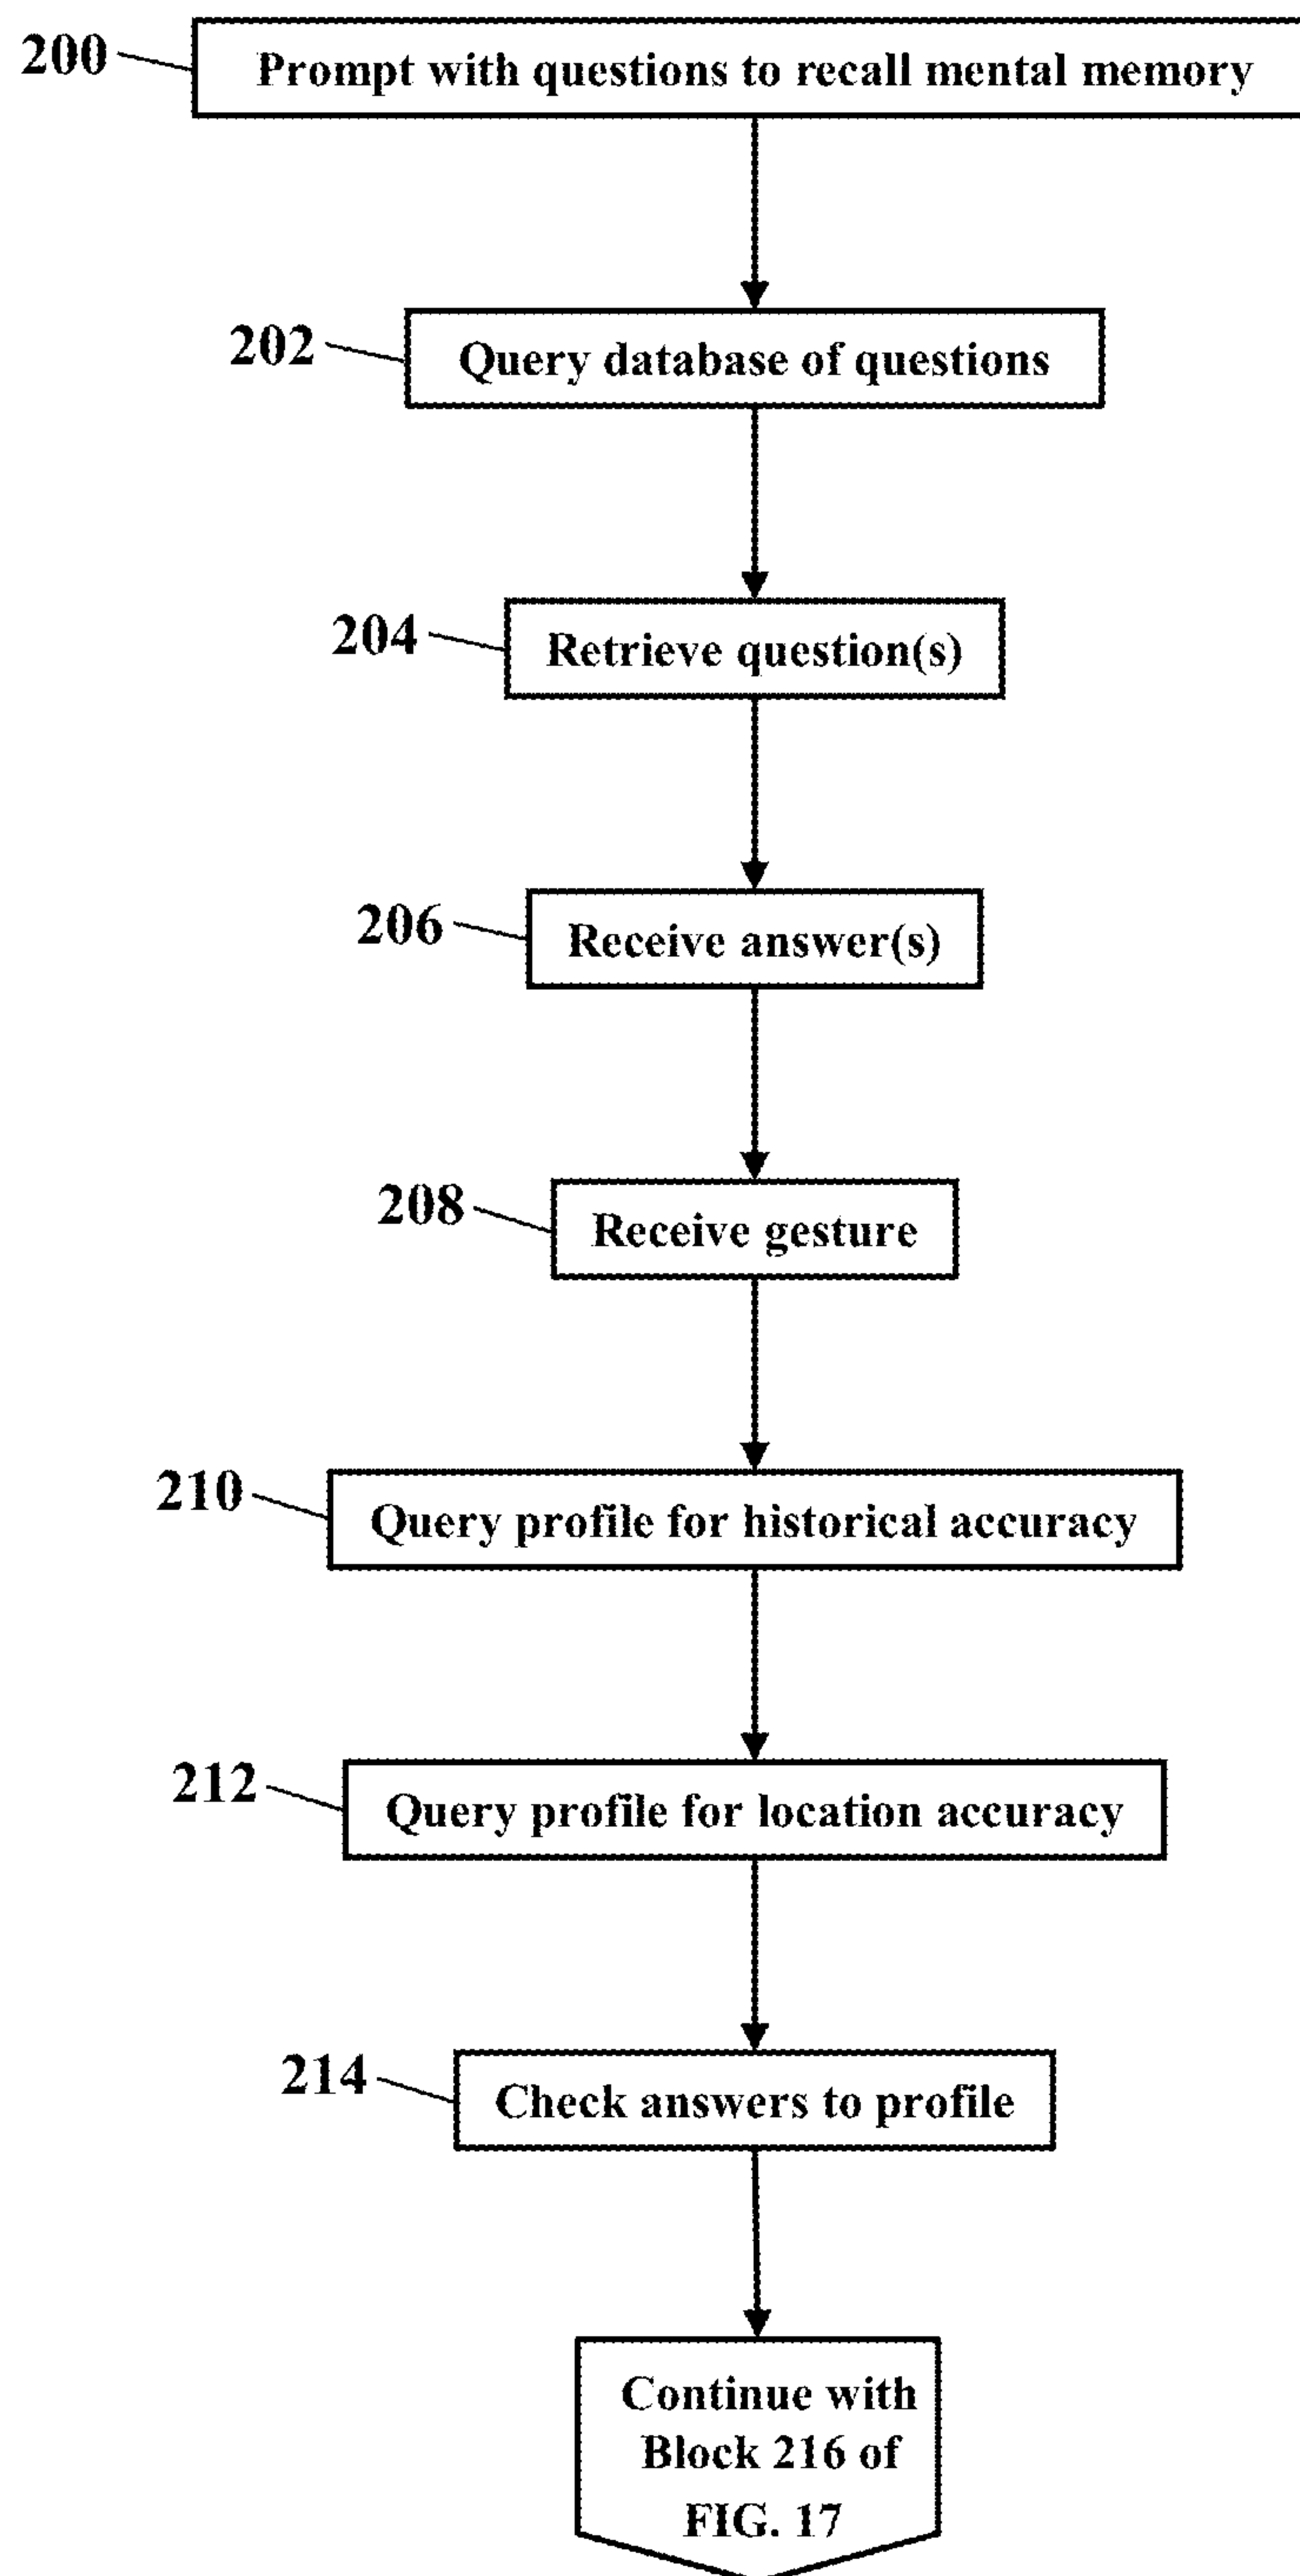 200 Prompt with questions to recall mental memory
202 Query database of questions
204 Retrieve question(s)
206 Receive answer(s)
208 Receive gesture
210 Query profile for historical accuracy
212 Query profile for location accuracy
214 Check answers to profile
Continue with
Block 216 of
FIG. 17